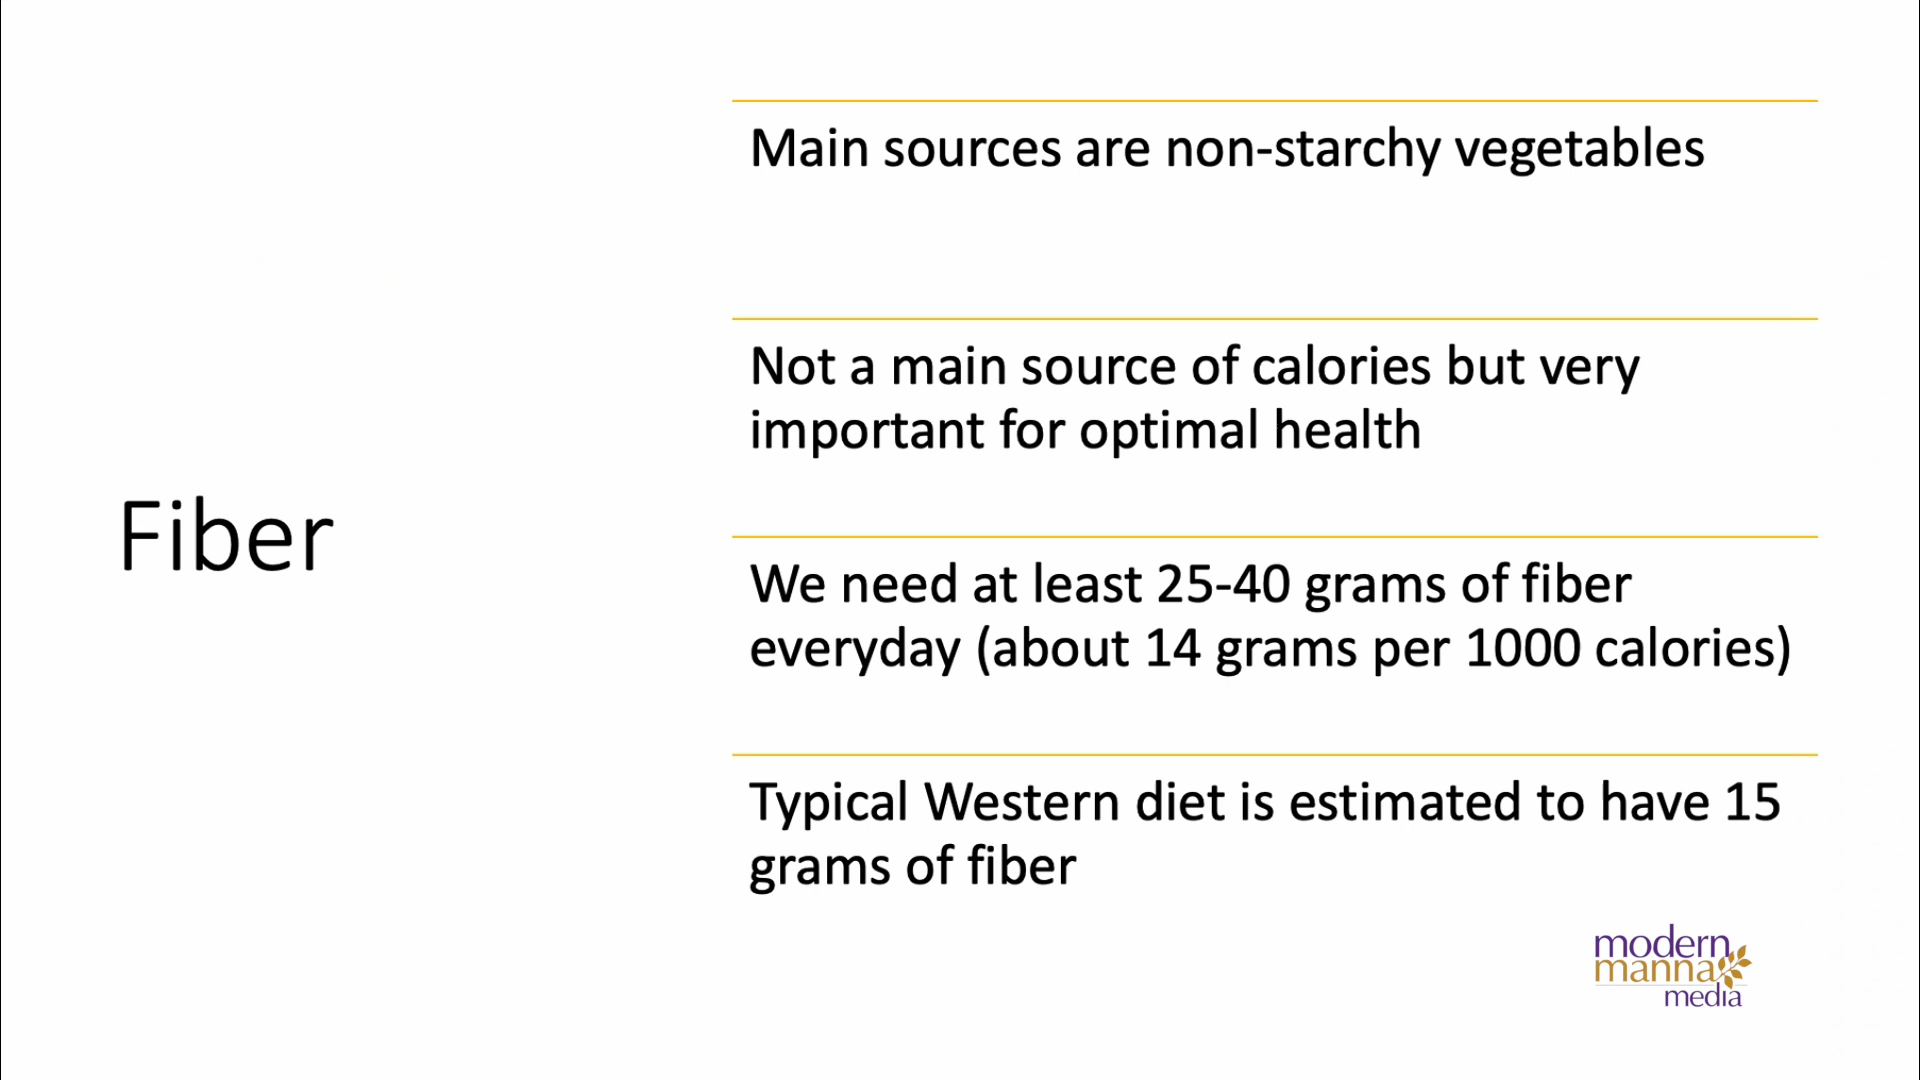 Fiber
Main sources are non-starchy vegetables
Not a main source of calories but very
important for optimal health
We need at least 25-40 grams of fiber
everyday (about 14 grams per 1000 calories)
Typical Western diet is estimated to have 15
grams of fiber
modern
manna
media